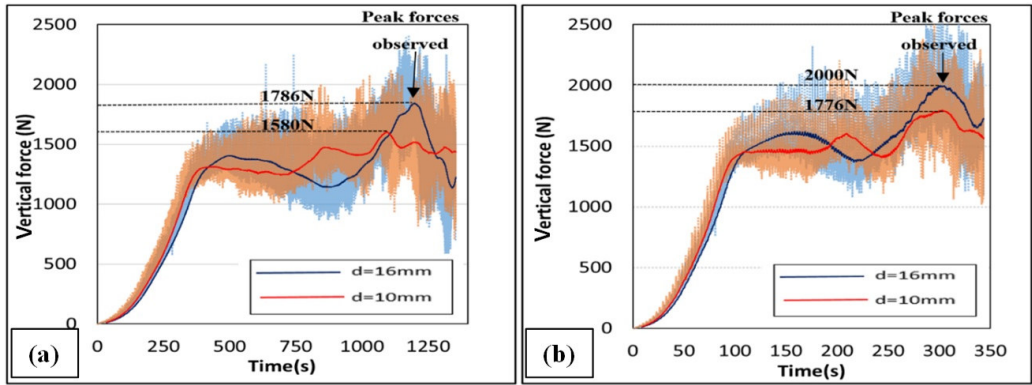 Peak forces
observed
2500
2000
1500
1000
500
0
Vertical force (N)
1786N
1580N
d=16mm
d=10mm
0 250 500 750 1000 1250
Time(s)
(a)
Peak forces
observed
2500
2000
1500
1000
500
0
Vertical force (N)
2000N
1776N
d=16mm
d=10mm
0 50 100 150 200 250 300 350
Time(s)
(b)